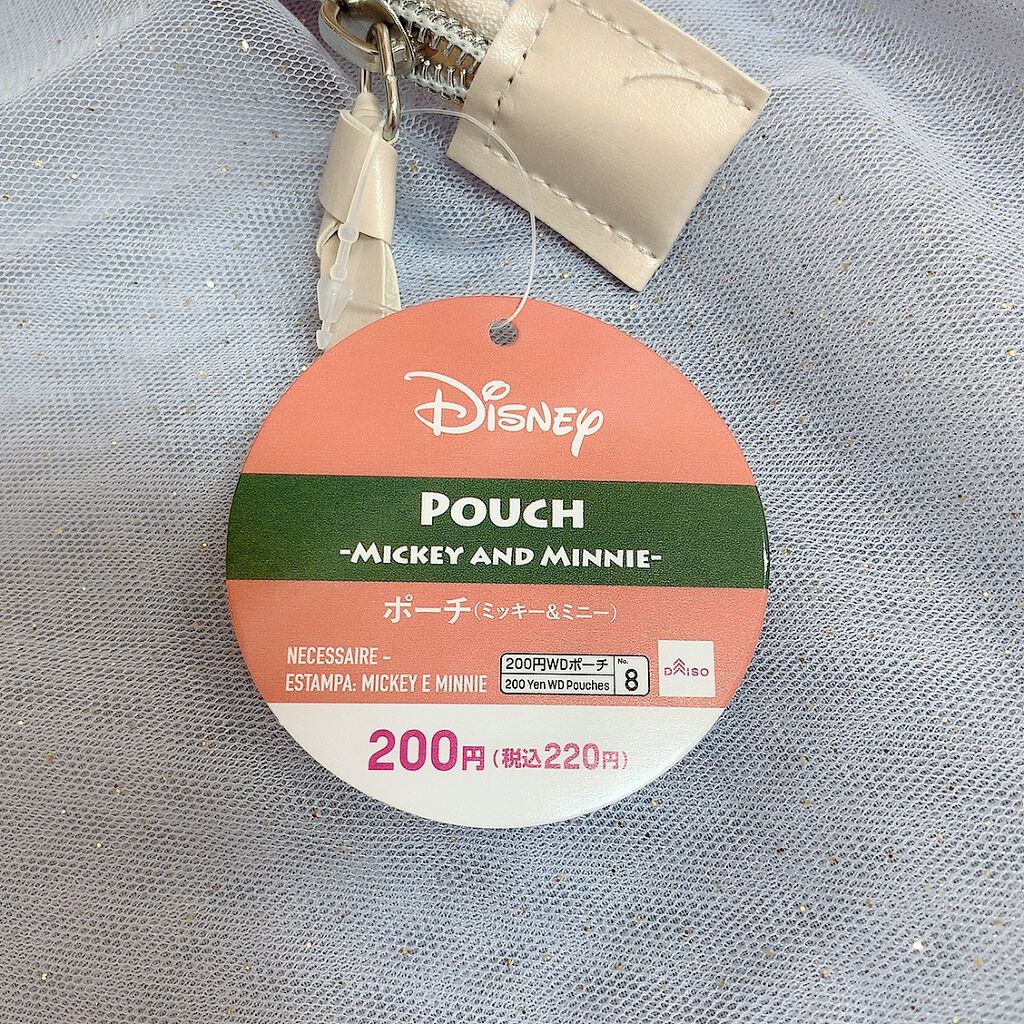 Disney
POUCH
-MICKEY AND MINNIE-
ポーチ(ミッキー&ミニー)
NECESSAIRE -
ESTAMPA: MICKEY E MINNIE
200円WDポーチ
200 Yen WD Pouches
No.
8
DAISO
200円(税込220円)